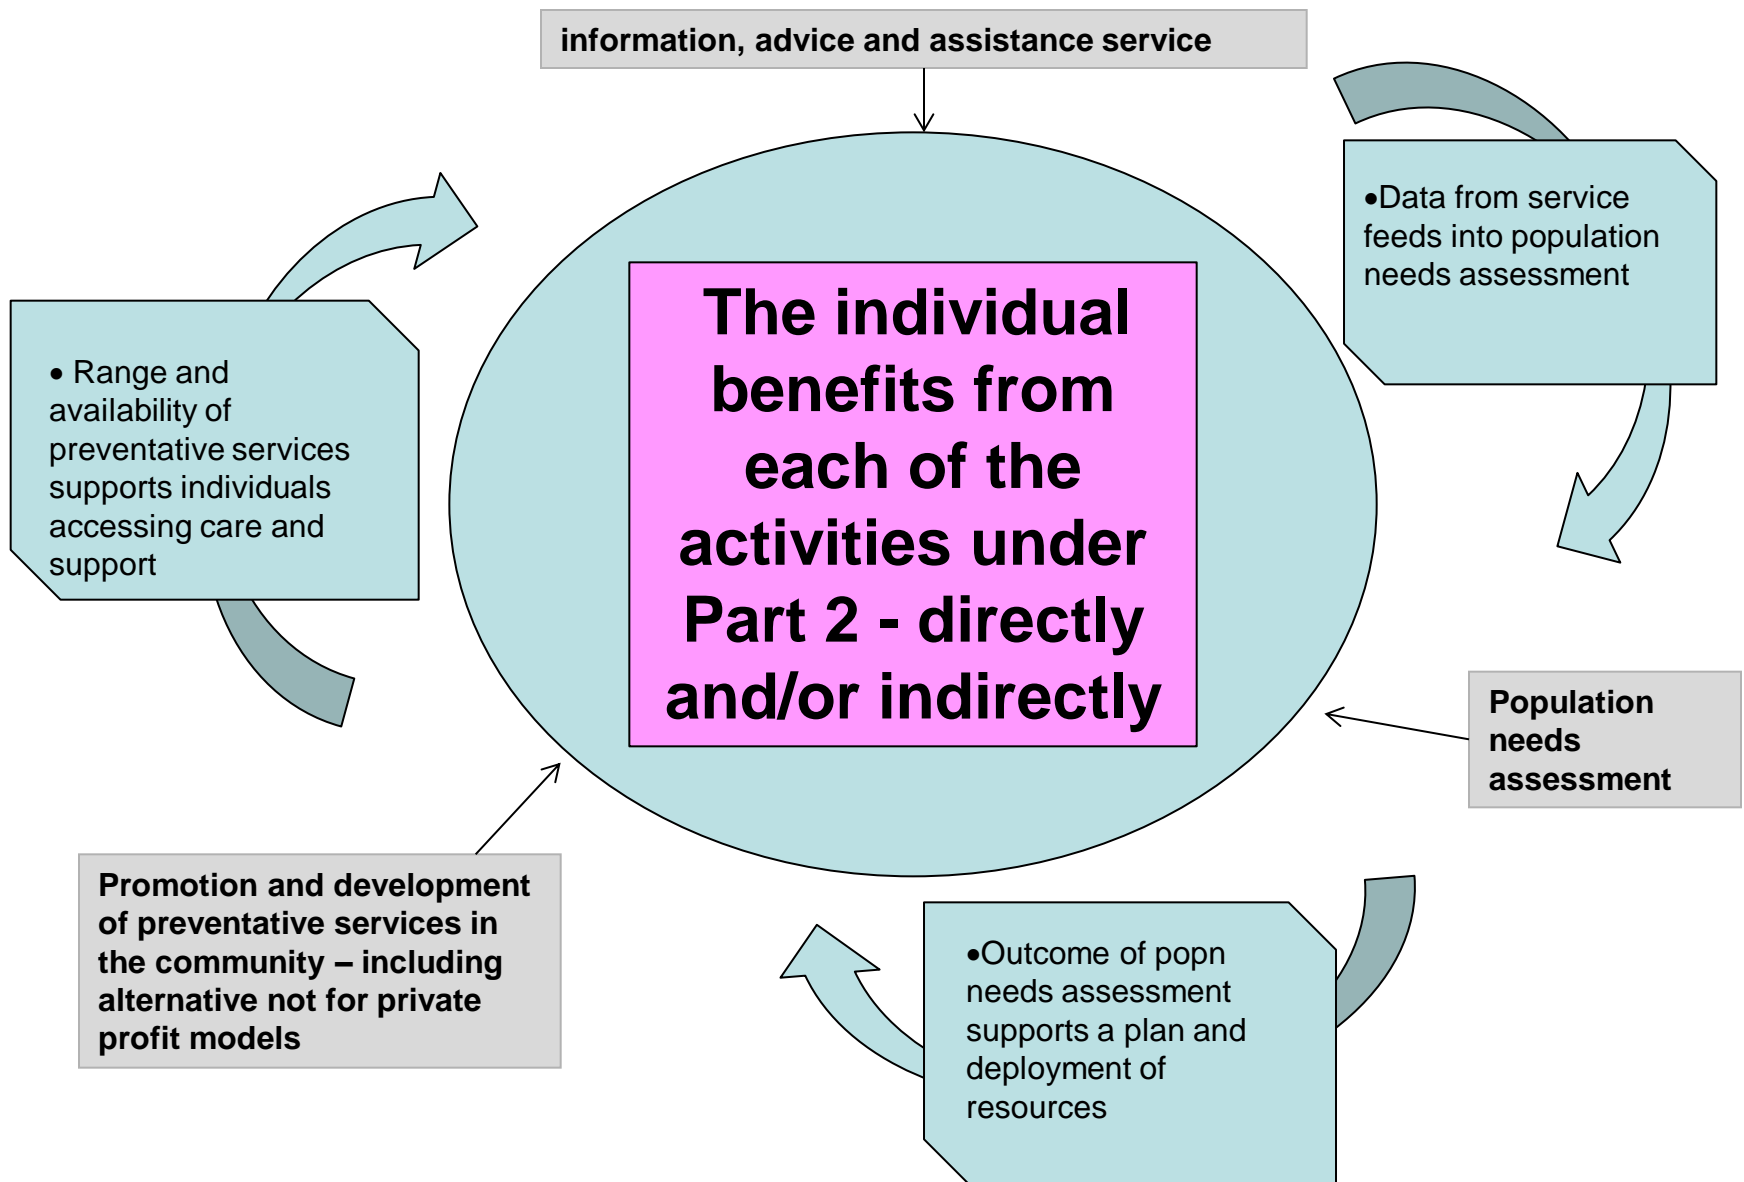 information, advice and assistance service
•Data from service
feeds into population
needs assessment
The individual
benefits from
each of the
activities under
Part 2 - directly
and/or indirectly
• Range and
availability of
preventative services
supports individuals
accessing care and
support
Population
needs
assessment
Promotion and development
of preventative services in
the community – including
alternative not for private
profit models
•Outcome of popn
needs assessment
supports a plan and
deployment of
resources